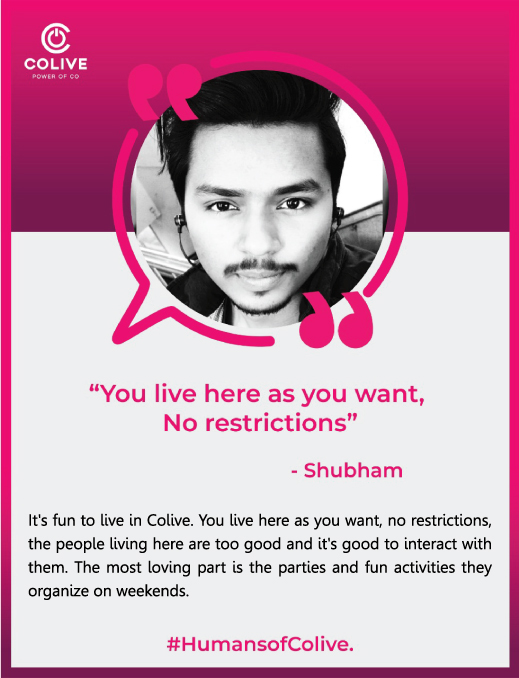 COLIVE
POWER OF CO
“You live here as you want,
No restrictions”
- Shubham
It's fun to live in Colive. You live here as you want, no restrictions,
the people living here are too good and it's good to interact with
them. The most loving part is the parties and fun activities they
organize on weekends.
#HumansofColive.